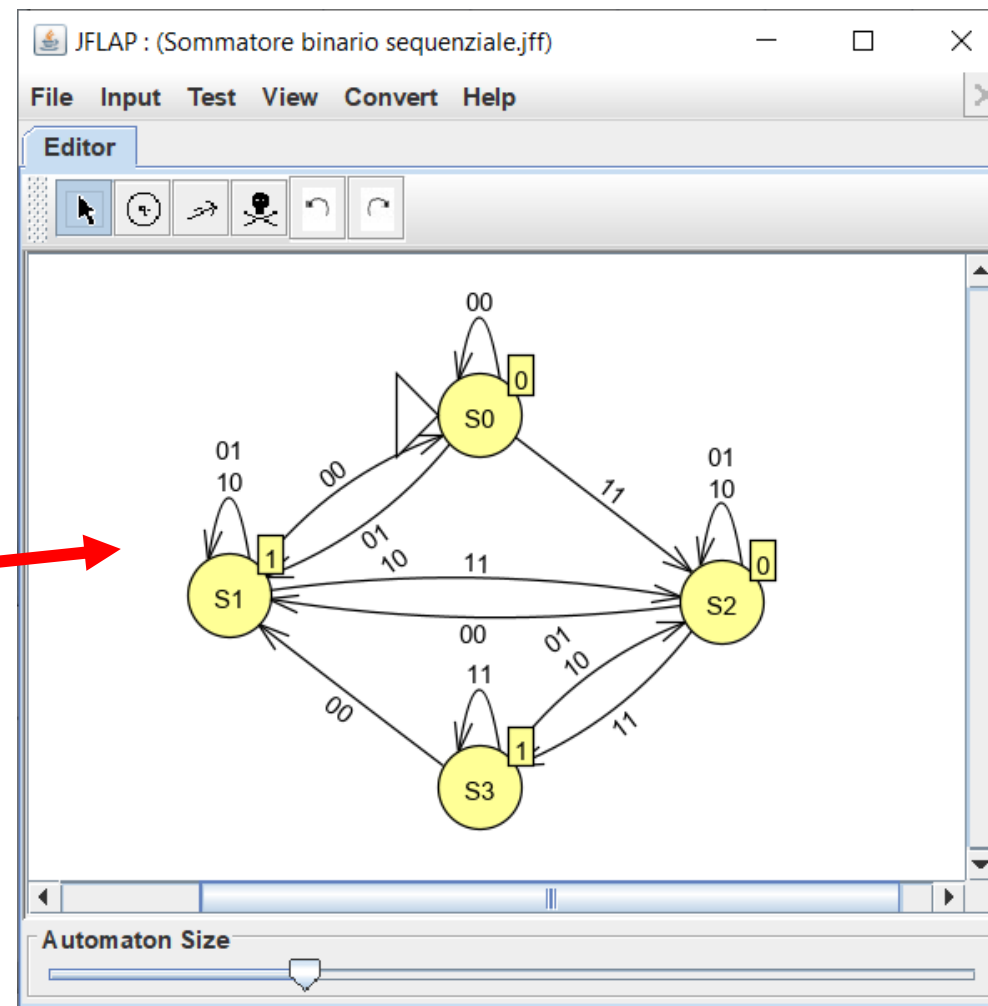 JFLAP : (Sommatore binario sequenziale.jff)
File Input Test View Convert Help
Editor
00
0
S0
01
10
00
11
01
10
01
10
1
11
0
S1
S2
00
01
10
11
00
11
1
S3
Automaton Size